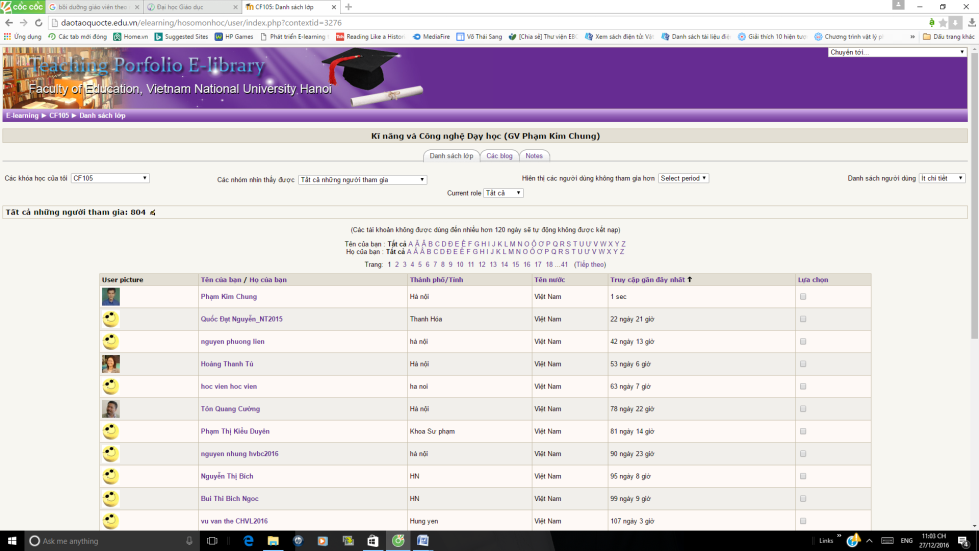 cốc cốc
bồi dưỡng giáo viên theo
Đại học Giáo dục
CF105: Danh sách lớp
daotaoquocte.edu.vn/elearning/hosomonhoc/user/index.php?contextid=3276
Ứng dụng
Các tab mới đóng
Home.vn
Suggested Sites
HP Games
Phát triển E-learning
Reading Like a Histori
MediaFire
Võ Thái Sang
[Chia sẻ] Thư viện EB
Xem sách điện tử: Vật
Danh sách tài liệu điệ
Giải thích 10 hiện tượ
Chương trình vật lý p
Dấu trang khác
Teaching Porfolio E-library
Faculty of Education, Vietnam National University, Hanoi
Chuyển tới...
E-learning ► CF105 ► Danh sách lớp
Kĩ năng và Công nghệ Dạy học (GV Phạm Kim Chung)
Danh sách lớp
Các blog
Notes
Các khóa học của tôi CF105
Các nhóm nhìn thấy được Tất cả những người tham gia
Hiển thị các người dùng không tham gia hơn Select period
Danh sách người dùng Ít chi tiết
Current role Tất cả
Tất cả những người tham gia: 804
(Các tài khoản không được dùng đến nhiều hơn 120 ngày sẽ tự động không được kết nạp)
Tên của bạn : Tất cả A Ă Â B C D Đ E Ê F G H I J K L M N O Ô Ơ P Q R S T U Ư V W X Y Z
Họ của bạn : Tất cả A Ă Â B C D Đ E Ê F G H I J K L M N O Ô Ơ P Q R S T U Ư V W X Y Z
Trang: 1 2 3 4 5 6 7 8 9 10 11 12 13 14 15 16 17 18 ...41 (Tiếp theo)
User picture Tên của bạn / Họ của bạn Thành phố/Tỉnh Tên nước Truy cập gần đây nhất ↑ Lựa chọn
Phạm Kim Chung Hà nội Việt Nam 1 sec
Quốc Đạt Nguyễn_NT2015 Thanh Hóa Việt Nam 22 ngày 21 giờ
nguyen phuong lien hà nội Việt Nam 42 ngày 13 giờ
Hoàng Thanh Tú Hà nội Việt Nam 53 ngày 6 giờ
hoc vien hoc vien ha noi Việt Nam 63 ngày 7 giờ
Tôn Quang Cường Hà nội Việt Nam 78 ngày 22 giờ
Phạm Thị Kiều Duyên Khoa Sư phạm Việt Nam 81 ngày 14 giờ
nguyen nhung hvbc2016 hà nội Việt Nam 90 ngày 23 giờ
Nguyễn Thị Bích HN Việt Nam 95 ngày 8 giờ
Bui Thi Bich Ngoc HN Việt Nam 99 ngày 9 giờ
vu van the CHVL2016 Hung yen Việt Nam 107 ngày 3 giờ
Ask me anything
Links
ENG
11:03 CH
27/12/2016